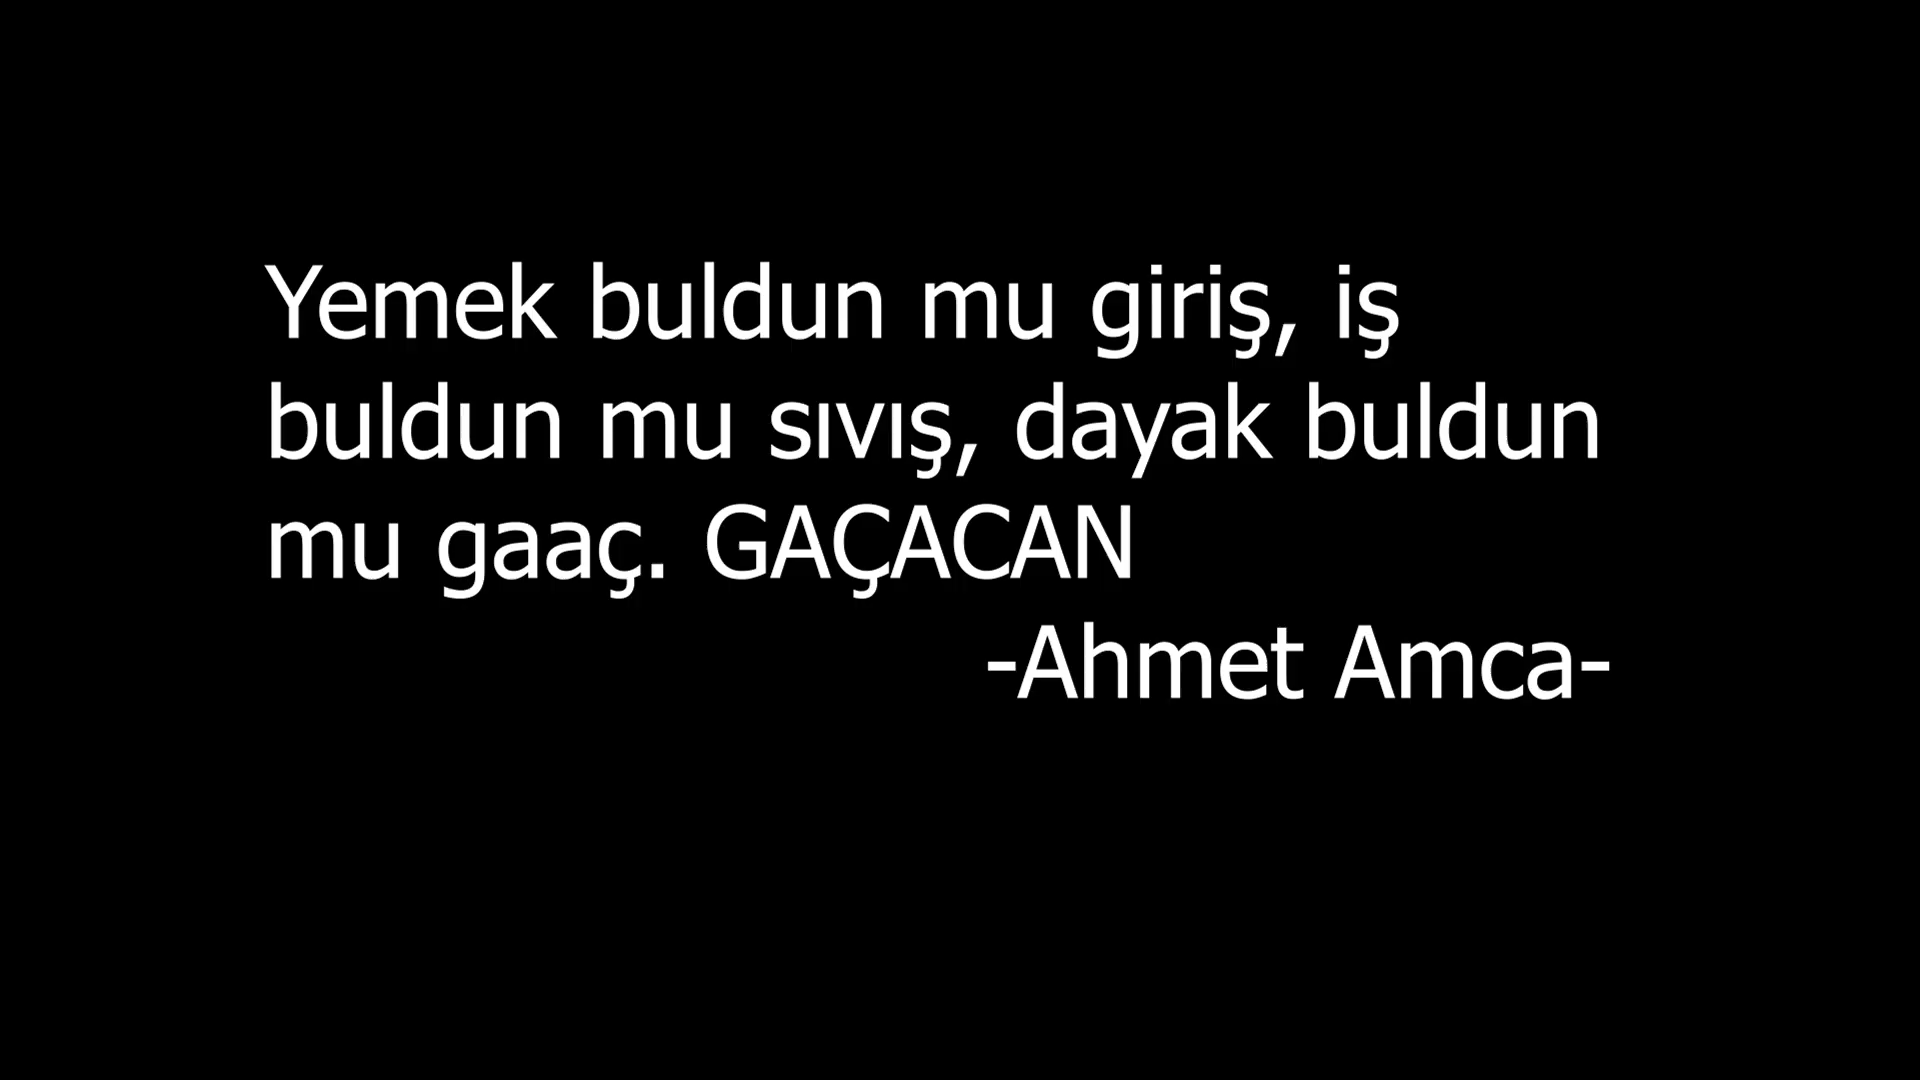 Yemek buldun mu giriş, iş
buldun mu sıvış, dayak buldun
mu gaaç. GAÇACAN
-Ahmet Amca-